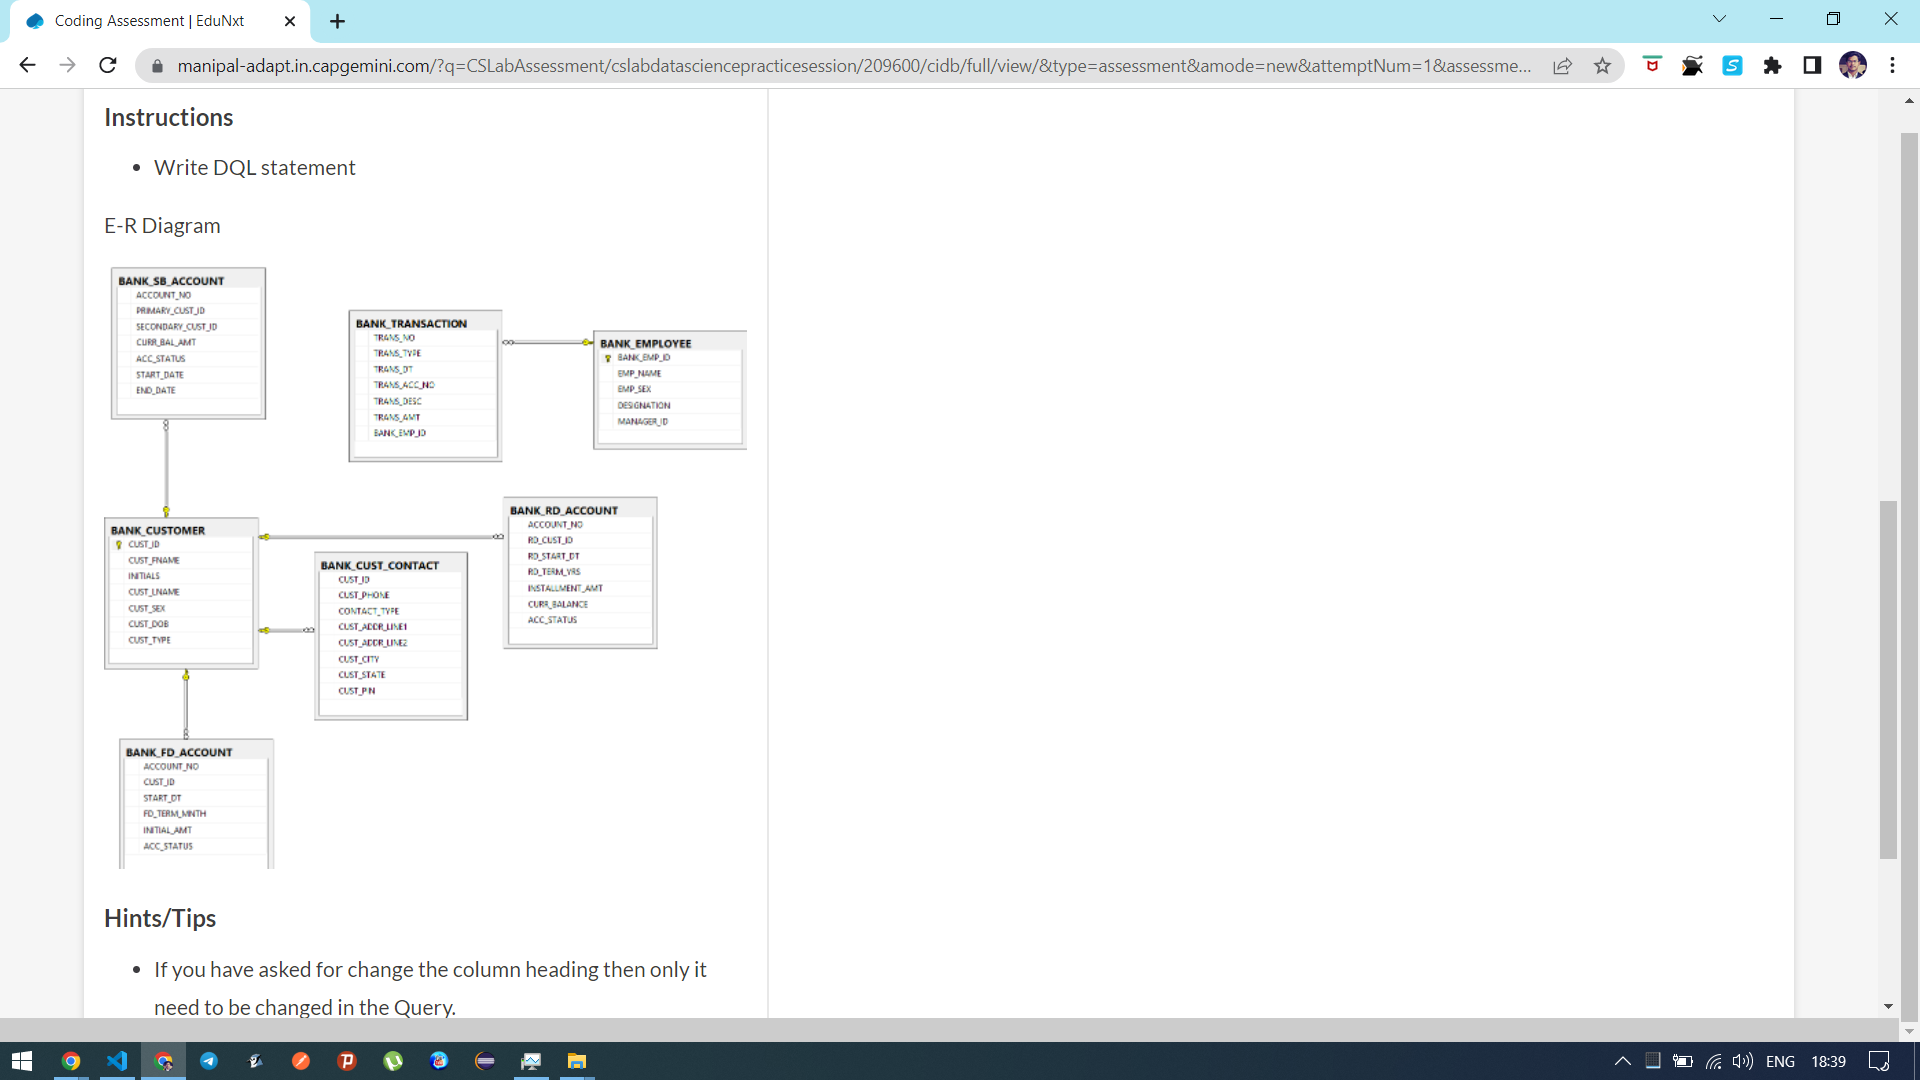 Coding Assessment | EduNxt
manipal-adapt.in.capgemini.com/?q=CSLabAssessment/cslabdatasciencepracticesession/209600/cidb/full/view/&type=assessment&amode=new&attemptNum=1&assessme...
Instructions
• Write DQL statement
E-R Diagram
BANK_SB_ACCOUNT
ACCOUNT_NO
PRIMARY_CUST_ID
SECONDARY_CUST_ID
CURR_BAL_AMT
ACC_STATUS
START_DATE
END_DATE
BANK_TRANSACTION
TRANS_NO
TRANS_TYPE
TRANS_DT
TRANS_ACC_NO
TRANS_DESC
TRANS_AMT
BANK_EMP_ID
BANK_EMPLOYEE
BANK_EMP_ID
EMP_NAME
EMP_SEX
DESIGNATION
MANAGER_ID
BANK_CUSTOMER
CUST_ID
CUST_FNAME
INITIALS
CUST_LNAME
CUST_SEX
CUST_DOB
CUST_TYPE
BANK_CUST_CONTACT
CUST_ID
CUST_PHONE
CONTACT_TYPE
CUST_ADDR_LINE1
CUST_ADDR_LINE2
CUST_CITY
CUST_STATE
CUST_PIN
BANK_RD_ACCOUNT
ACCOUNT_NO
RD_CUST_ID
RD_START_DT
RD_TERM_YRS
INSTALLMENT_AMT
CURR_BALANCE
ACC_STATUS
BANK_FD_ACCOUNT
ACCOUNT_NO
CUST_ID
START_DT
FD_TERM_MNTH
INITIAL_AMT
ACC_STATUS
Hints/Tips
• If you have asked for change the column heading then only it
need to be changed in the Query.
ENG 18:39